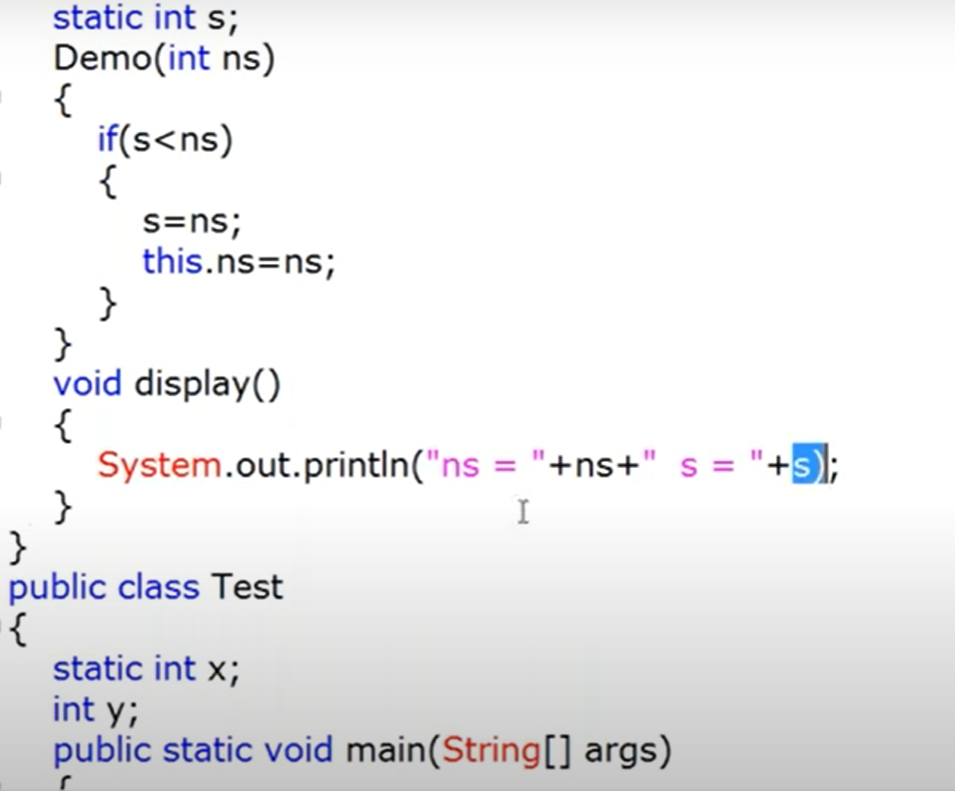 static int s;
Demo(int ns)
{
if(s<ns)
{
s=ns;
this.ns=ns;
}
}
void display()
{
System.out.println("ns = "+ns+"  s = "+s);
}
}
public class Test
{
static int x;
int y;
public static void main(String[] args)
{